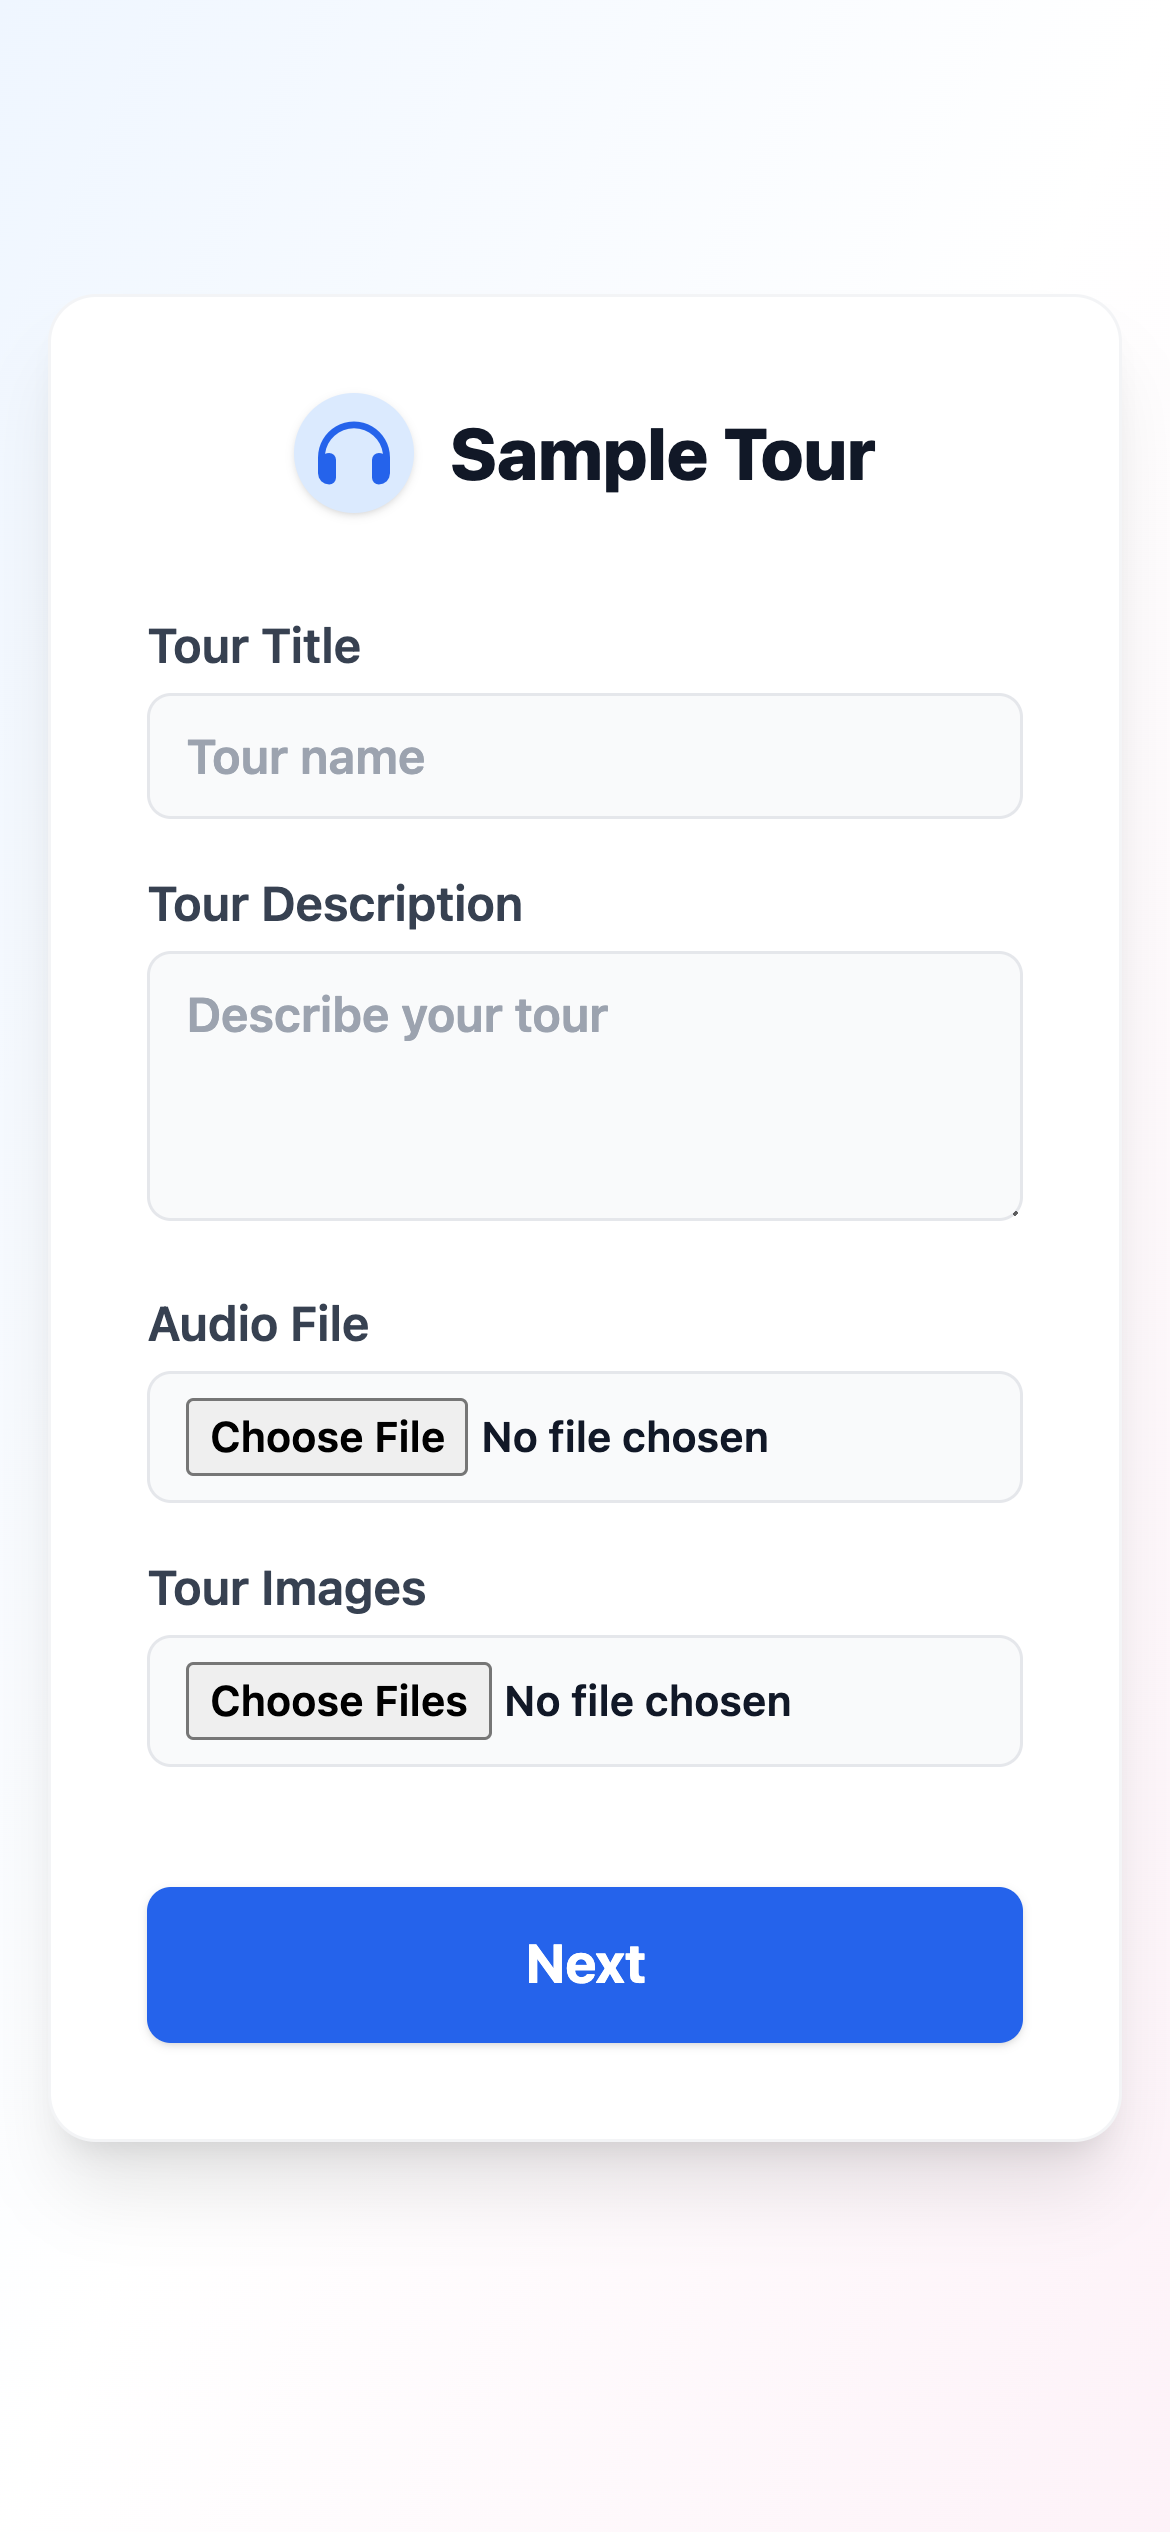 Sample Tour
Tour Title
Tour name
Tour Description
Describe your tour
Audio File
Choose File No file chosen
Tour Images
Choose Files No file chosen
Next